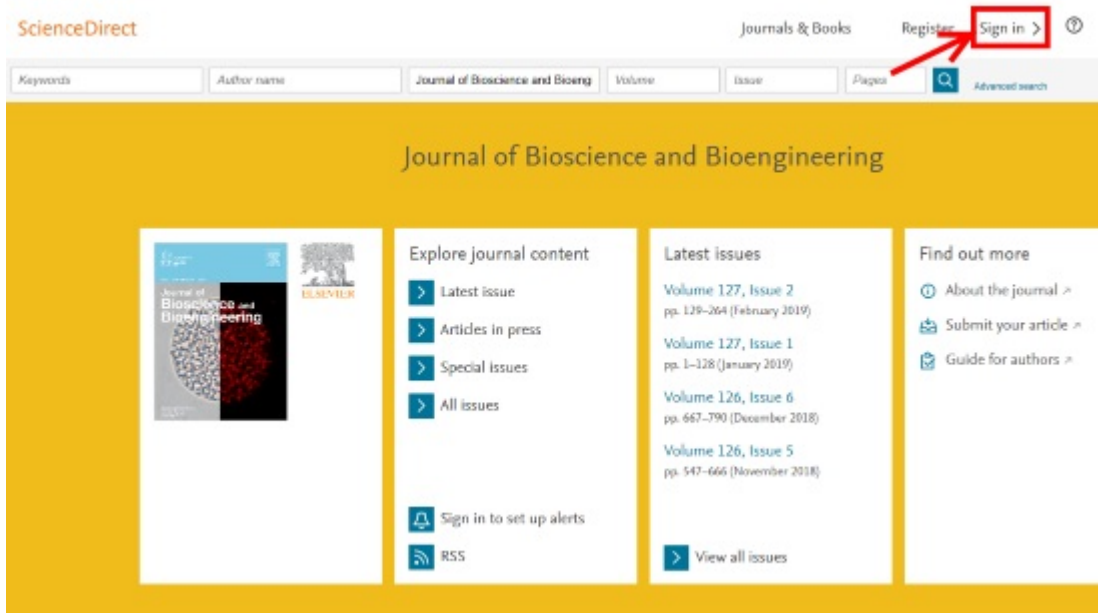 ScienceDirect
Journals & Books
Register
Sign in
Keywords
Author name
Journal of Bioscience and Bioeng
Volume
Issue
Pages
Advanced search
Journal of Bioscience and Bioengineering
Journal of
Bioscience and
Bioengineering
ELSEVIER
Explore journal content
Latest issue
Articles in press
Special issues
All issues
Sign in to set up alerts
RSS
Latest issues
Volume 127, Issue 2
pp. 129–264 (February 2019)
Volume 127, Issue 1
pp. 1–128 (January 2019)
Volume 126, Issue 6
pp. 667–790 (December 2018)
Volume 126, Issue 5
pp. 547–666 (November 2018)
View all issues
Find out more
About the journal
Submit your article
Guide for authors